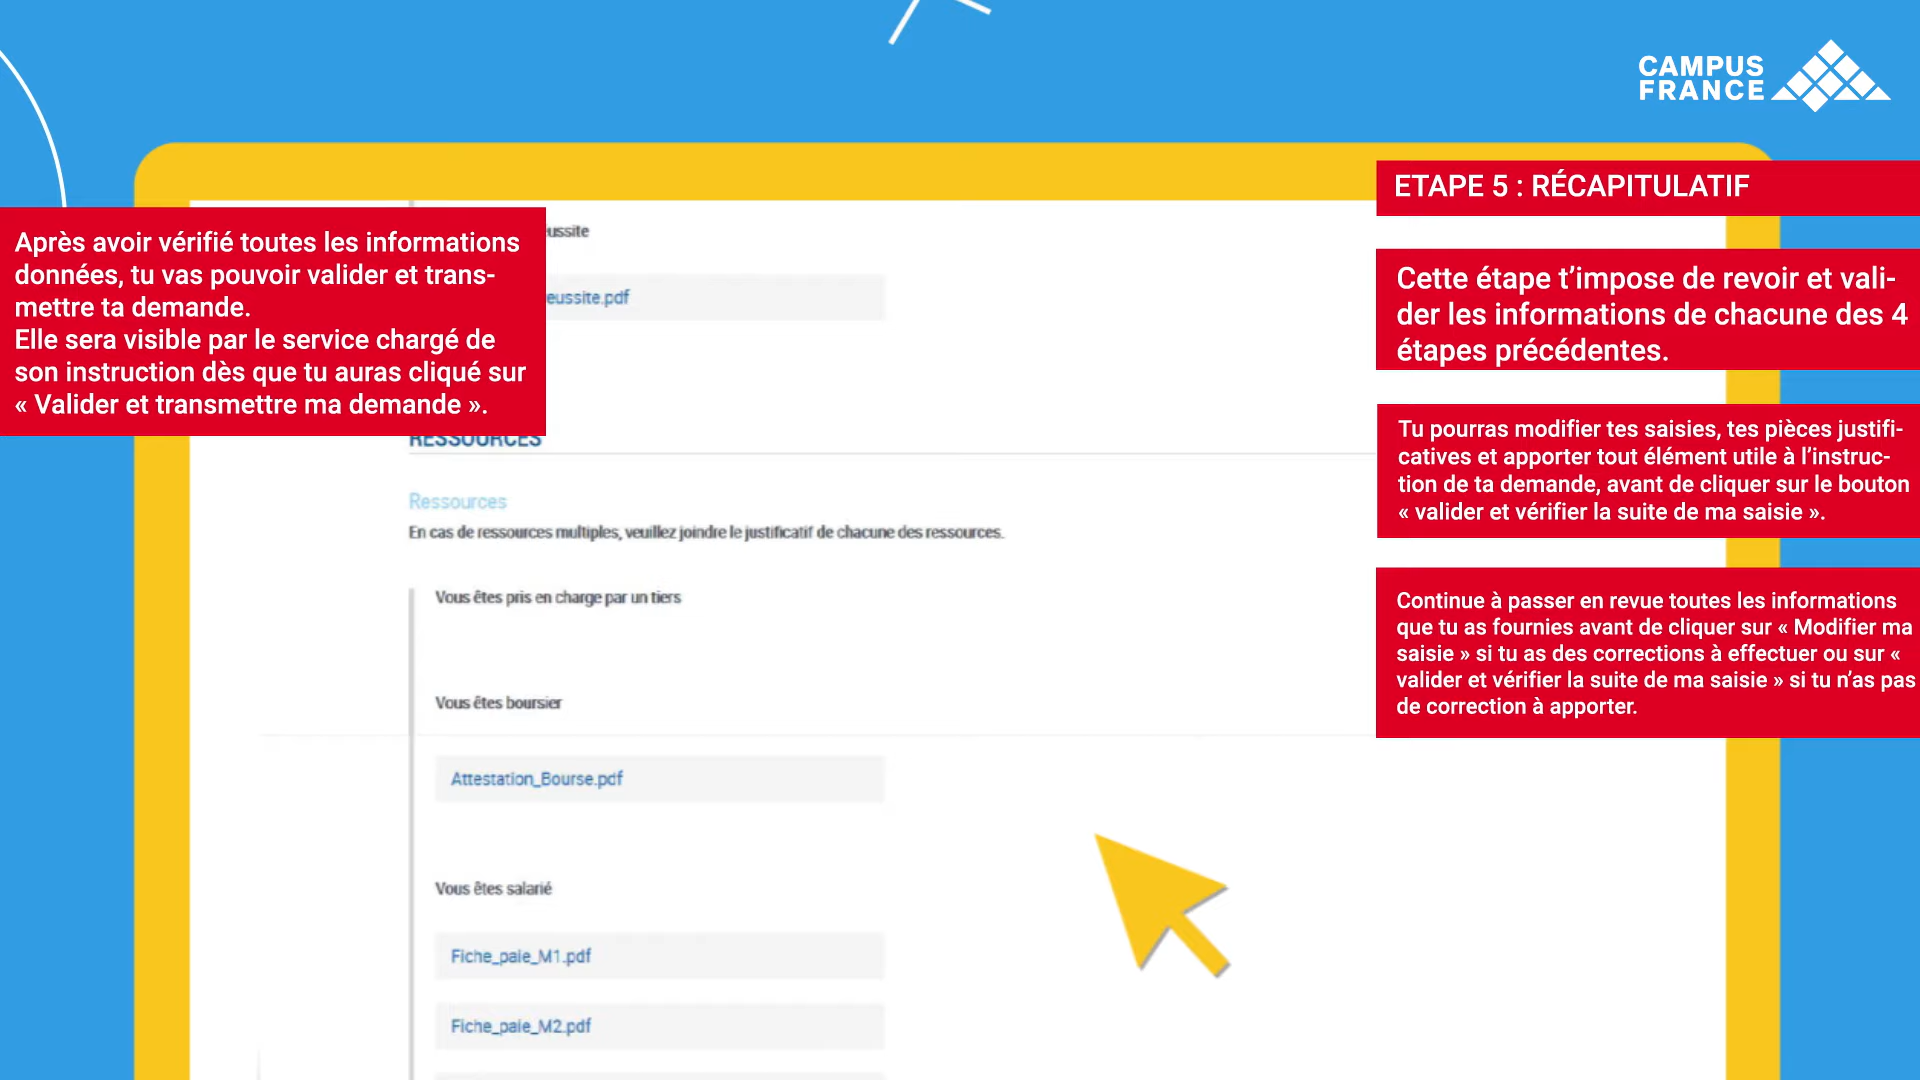 CAMPUS
FRANCE
ETAPE 5 : RÉCAPITULATIF
Après avoir vérifié toutes les informations
données, tu vas pouvoir valider et trans-
mettre ta demande.
Elle sera visible par le service chargé de
son instruction dès que tu auras cliqué sur
« Valider et transmettre ma demande ».
Cette étape t’impose de revoir et vali-
der les informations de chacune des 4
étapes précédentes.
Tu pourras modifier tes saisies, tes pièces justifi-
catives et apporter tout élément utile à l’instruc-
tion de ta demande, avant de cliquer sur le bouton
« valider et vérifier la suite de ma saisie ».
Continue à passer en revue toutes les informations
que tu as fournies avant de cliquer sur « Modifier ma
saisie » si tu as des corrections à effectuer ou sur «
valider et vérifier la suite de ma saisie » si tu n’as pas
de correction à apporter.
ussite
eussite.pdf
RESSOURCES
Ressources
En cas de ressources multiples, veuillez joindre le justificatif de chacune des ressources.
Vous êtes pris en charge par un tiers
Vous êtes boursier
Attestation_Bourse.pdf
Vous êtes salarié
Fiche_paie_M1.pdf
Fiche_paie_M2.pdf